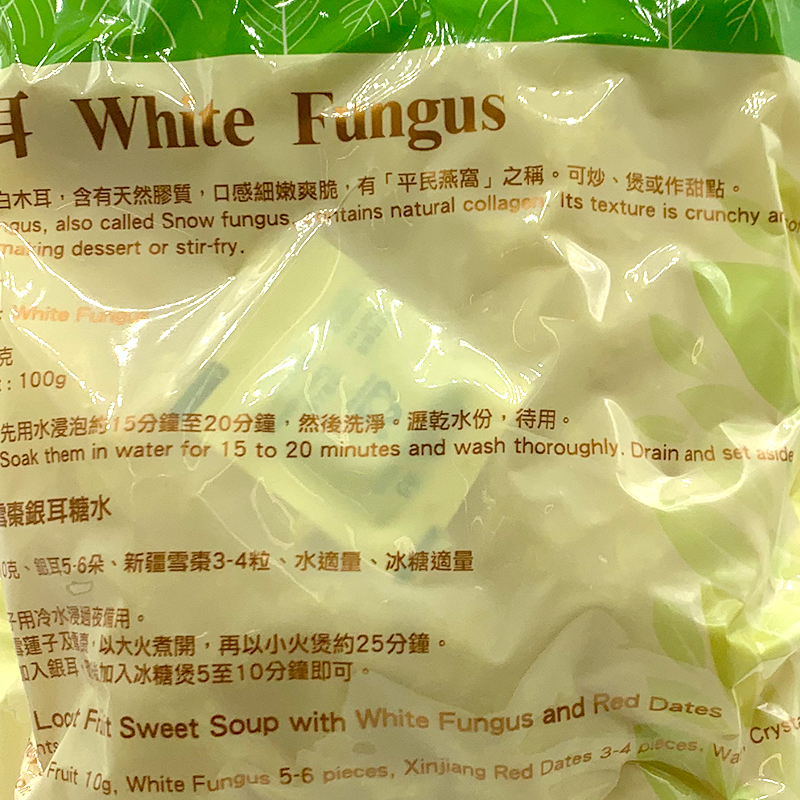 耳 White Fungus
白木耳，含有天然膠質，口感細嫩爽脆，有「平民燕窩」之稱。可炒、煲或作甜點。
ngus, also called Snow fungus, contains natural collagen. Its texture is crunchy an
making dessert or stir-fry.
: White Fungus
克
: 100g
先用水浸泡約15分鐘至20分鐘，然後洗淨。瀝乾水份，待用。
Soak them in water for 15 to 20 minutes and wash thoroughly. Drain and set aside
雪棗銀耳糖水
0克、銀耳5-6朵、新疆雪棗3-4粒、水適量、冰糖適量
子用冷水浸過夜備用。
雪蓮子及 以大火煮開，再以小火煲約25分鐘。
加入銀耳， 加入冰糖煲5至10分鐘即可。
Loot Fruit Sweet Soup with White Fungus and Red Dates
nts
Fruit 10g, White Fungus 5-6 pieces, Xinjiang Red Dates 3-4 pieces, Wa Crysta